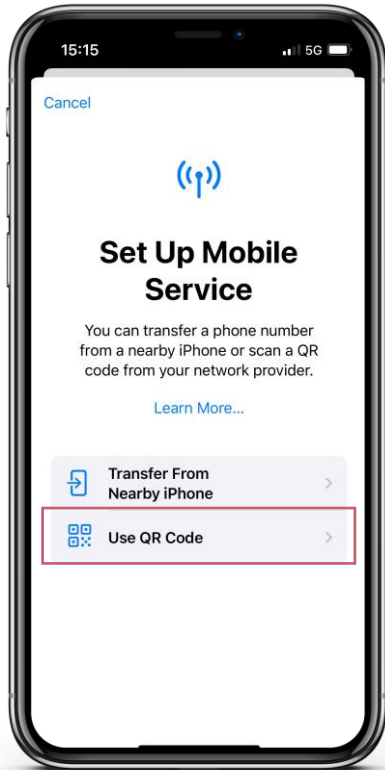 15:15
5G
Cancel
Set Up Mobile
Service
You can transfer a phone number
from a nearby iPhone or scan a QR
code from your network provider.
Learn More...
Transfer From
Nearby iPhone
Use QR Code